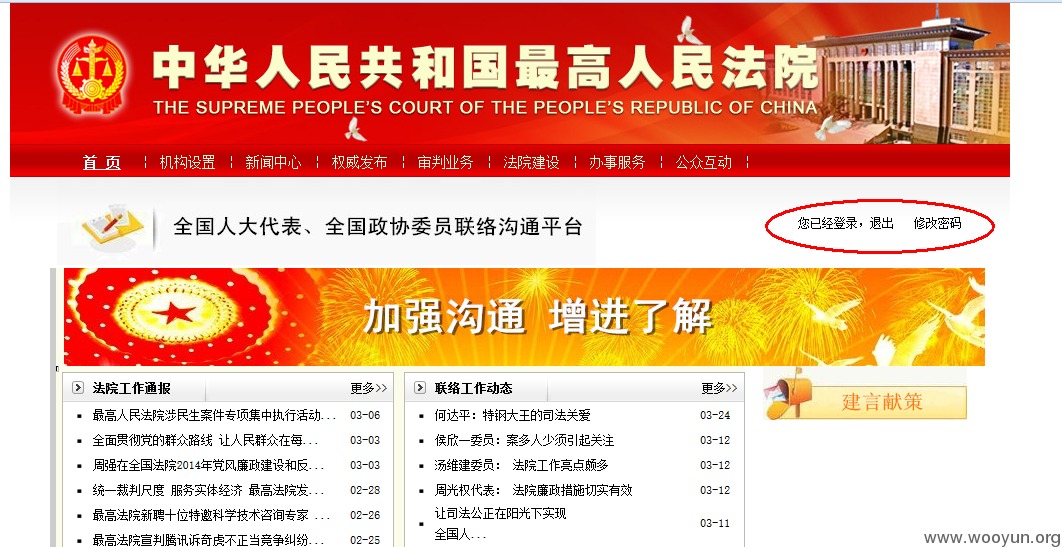 中华人民共和国最高人民法院
THE SUPREME PEOPLE'S COURT OF THE PEOPLE'S REPUBLIC OF CHINA
首 页 ¦ 机构设置 ¦ 新闻中心 ¦ 权威发布 ¦ 审判业务 ¦ 法院建设 ¦ 办事服务 ¦ 公众互动 ¦
全国人大代表、全国政协委员联络沟通平台
您已经登录，退出 修改密码
加强沟通 增进了解
法院工作通报 更多>>
最高人民法院涉民生案件专项集中执行活动... 03-06
全面贯彻党的群众路线 让人民群众在每... 03-03
周强在全国法院2014年党风廉政建设和反... 03-03
统一裁判尺度 服务实体经济 最高法院发... 02-28
最高法院新聘十位特邀科学技术咨询专家 ... 02-26
最高法院宣判腾讯诉奇虎不正当竞争纠纷... 02-25
联络工作动态 更多>>
何达平：特钢大王的司法关爱 03-24
侯欣一委员：案多人少须引起关注 03-12
汤维建委员： 法院工作亮点颇多 03-12
周光权代表： 法院廉政措施切实有效 03-12
让司法公正在阳光下实现
全国人... 03-11
建言献策
www.wooyun.org